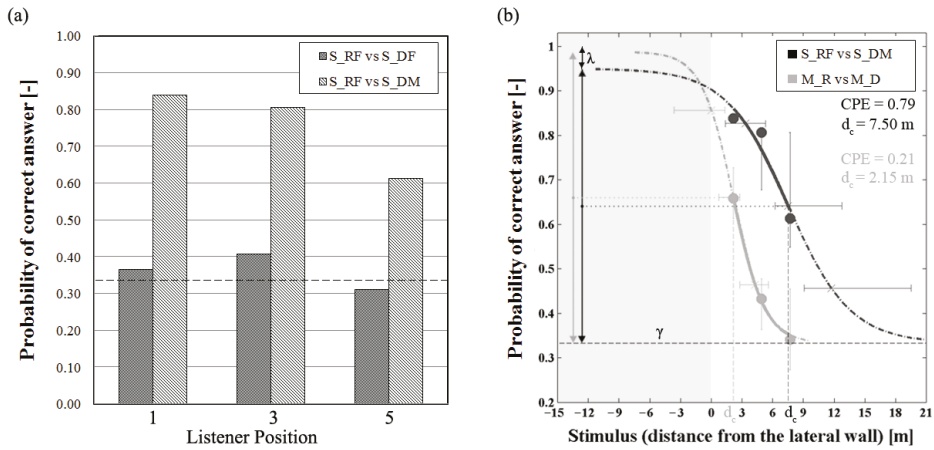 (a)
1.00
0.90
0.80
0.70
0.60
0.50
0.40
0.30
0.20
0.10
0.00
Probability of correct answer [-]
S_RF vs S_DF
S_RF vs S_DM
1 3 5
Listener Position
(b)
1
0.9
0.8
0.7
0.6
0.5
0.4
0.3
0.2
Probability of correct answer [-]
λ
γ
S_RF vs S_DM
M_R vs M_D
CPE = 0.79
dc = 7.50 m
CPE = 0.21
dc = 2.15 m
-15 -12 -9 -6 -3 0 3 6 9 12 15 18 21
dc dc
Stimulus (distance from the lateral wall) [m]